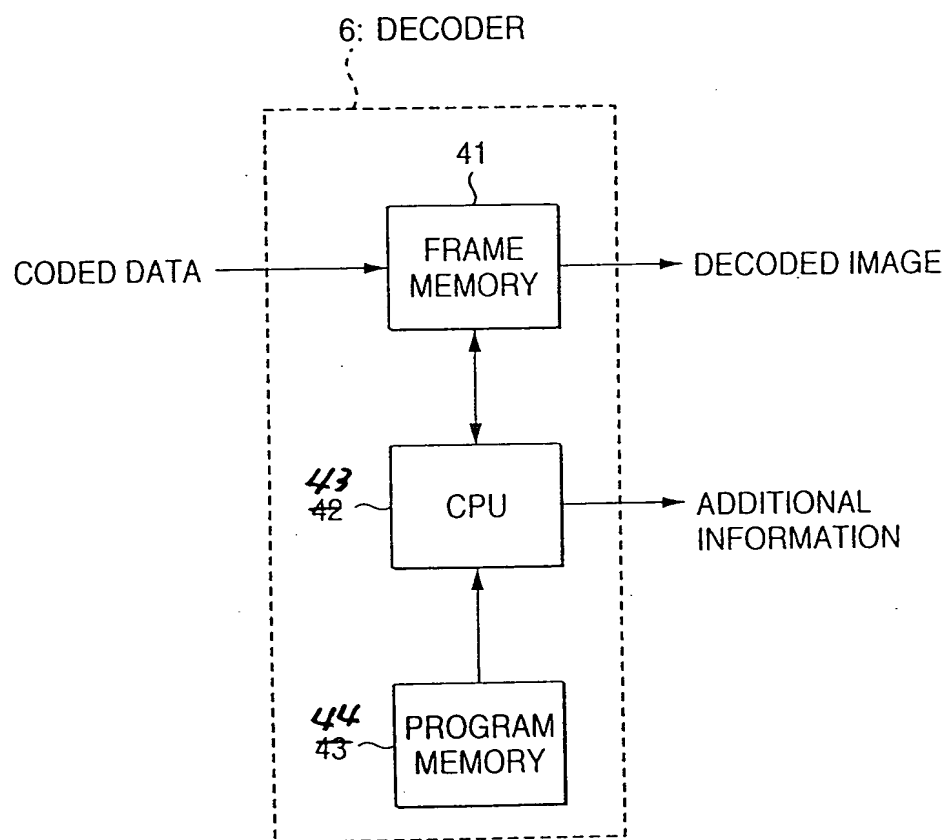 6: DECODER
41
FRAME
MEMORY
CODED DATA
DECODED IMAGE
43
42
CPU
ADDITIONAL
INFORMATION
44
43
PROGRAM
MEMORY